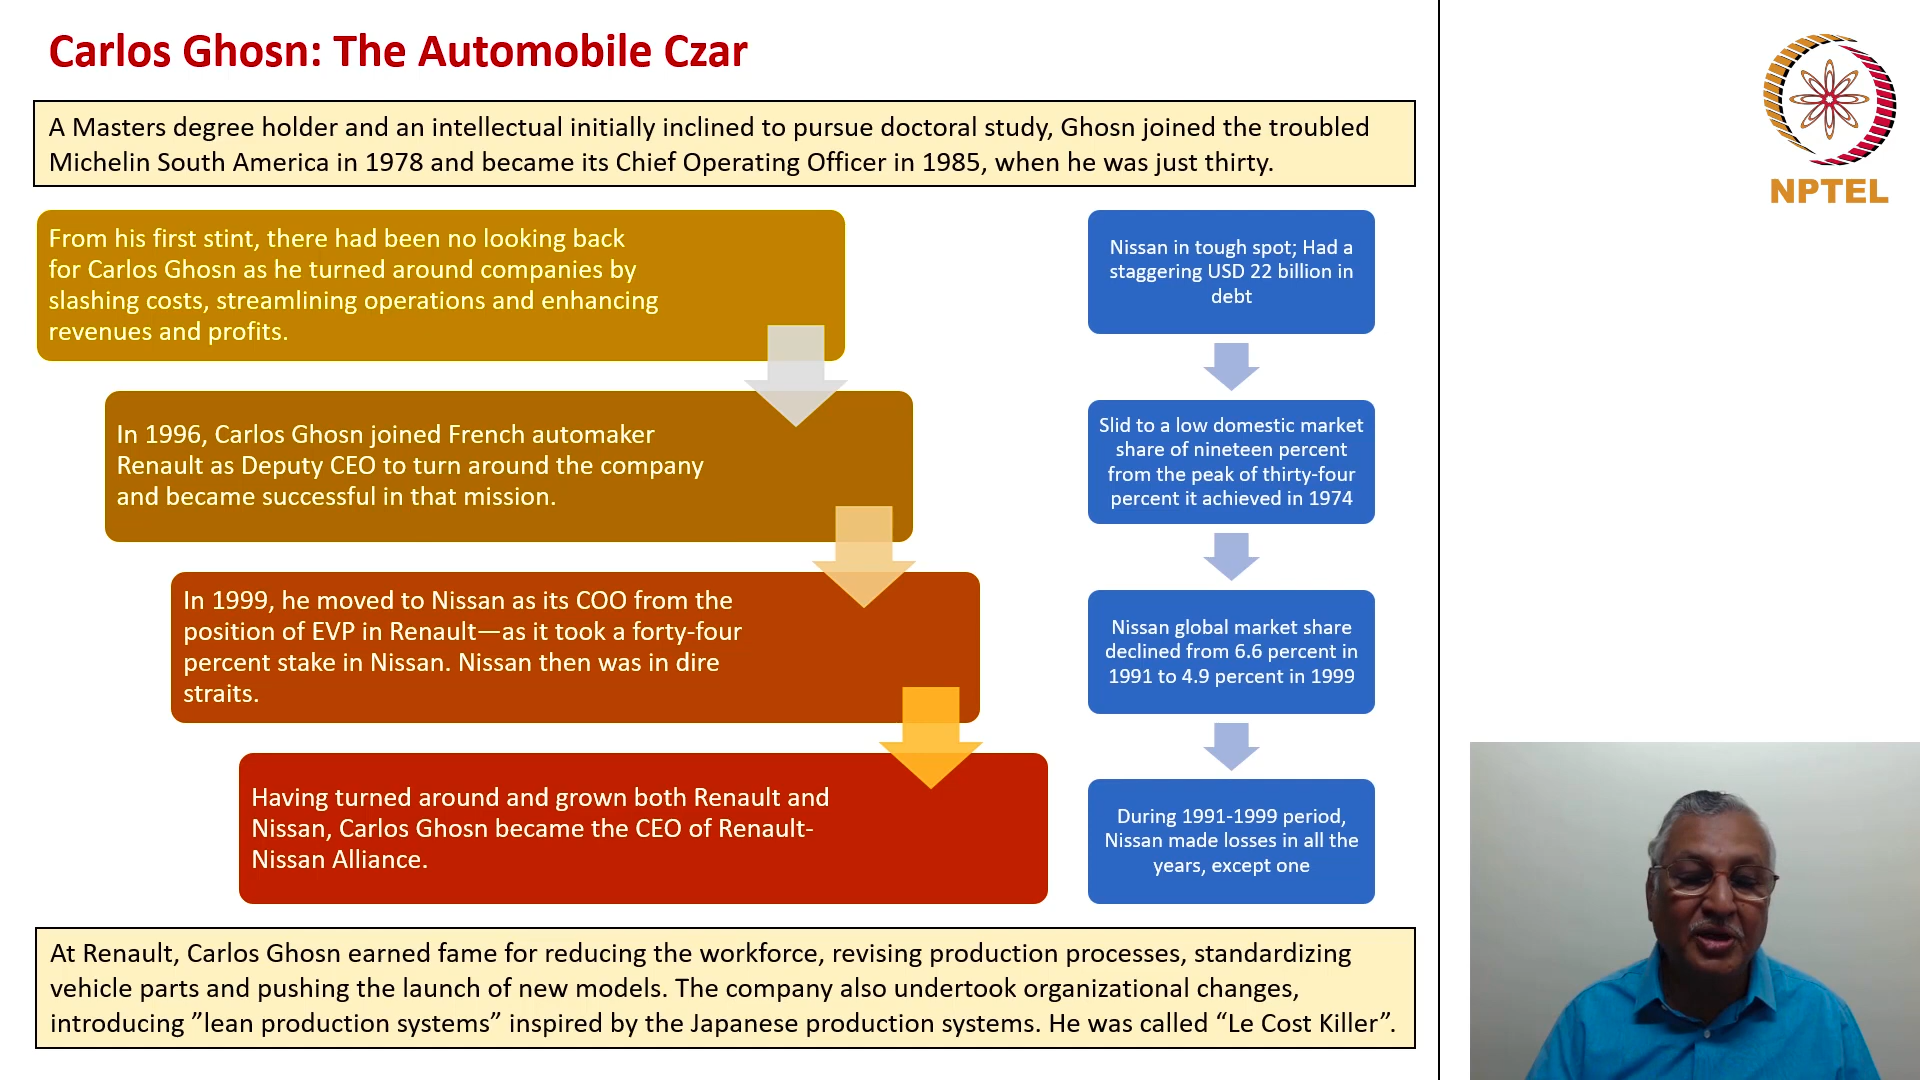 Carlos Ghosn: The Automobile Czar
A Masters degree holder and an intellectual initially inclined to pursue doctoral study, Ghosn joined the troubled
Michelin South America in 1978 and became its Chief Operating Officer in 1985, when he was just thirty.
From his first stint, there had been no looking back
for Carlos Ghosn as he turned around companies by
slashing costs, streamlining operations and enhancing
revenues and profits.
In 1996, Carlos Ghosn joined French automaker
Renault as Deputy CEO to turn around the company
and became successful in that mission.
In 1999, he moved to Nissan as its COO from the
position of EVP in Renault—as it took a forty-four
percent stake in Nissan. Nissan then was in dire
straits.
Having turned around and grown both Renault and
Nissan, Carlos Ghosn became the CEO of Renault-
Nissan Alliance.
Nissan in tough spot; Had a
staggering USD 22 billion in
debt
Slid to a low domestic market
share of nineteen percent
from the peak of thirty-four
percent it achieved in 1974
Nissan global market share
declined from 6.6 percent in
1991 to 4.9 percent in 1999
During 1991-1999 period,
Nissan made losses in all the
years, except one
At Renault, Carlos Ghosn earned fame for reducing the workforce, revising production processes, standardizing
vehicle parts and pushing the launch of new models. The company also undertook organizational changes,
introducing ”lean production systems” inspired by the Japanese production systems. He was called “Le Cost Killer”.
NPTEL